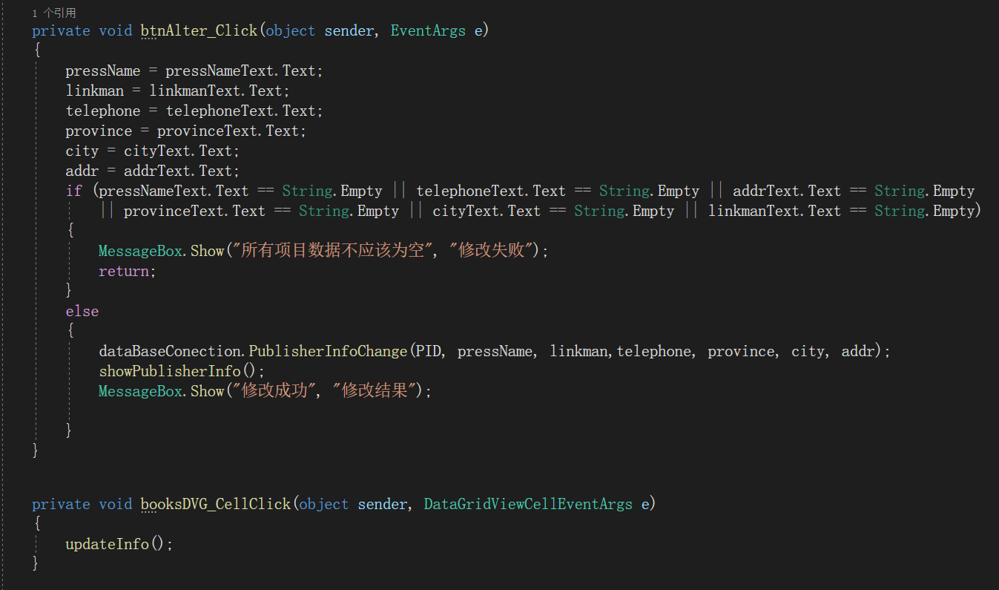 1 个引用
private void btnAlter_Click(object sender, EventArgs e)
{
pressName = pressNameText.Text;
linkman = linkmanText.Text;
telephone = telephoneText.Text;
province = provinceText.Text;
city = cityText.Text;
addr = addrText.Text;
if (pressNameText.Text == String.Empty || telephoneText.Text == String.Empty || addrText.Text == String.Empty
|| provinceText.Text == String.Empty || cityText.Text == String.Empty || linkmanText.Text == String.Empty)
{
MessageBox.Show("所有项目数据不应该为空", "修改失败");
return;
}
else
{
dataBaseConection.PublisherInfoChange(PID, pressName, linkman,telephone, province, city, addr);
showPublisherInfo();
MessageBox.Show("修改成功", "修改结果");
}
}
private void booksDVG_CellClick(object sender, DataGridViewCellEventArgs e)
{
updateInfo();
}